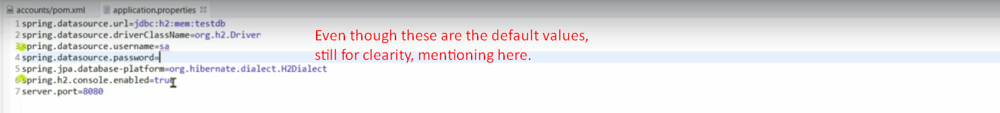 accounts/pom.xml application.properties
1 spring.datasource.url=jdbc:h2:mem:testdb
2 spring.datasource.driverClassName=org.h2.Driver
3 spring.datasource.username=sa
4 spring.datasource.password=
5 spring.jpa.database-platform=org.hibernate.dialect.H2Dialect
6 spring.h2.console.enabled=true
7 server.port=8080
Even though these are the default values,
still for clearity, mentioning here.